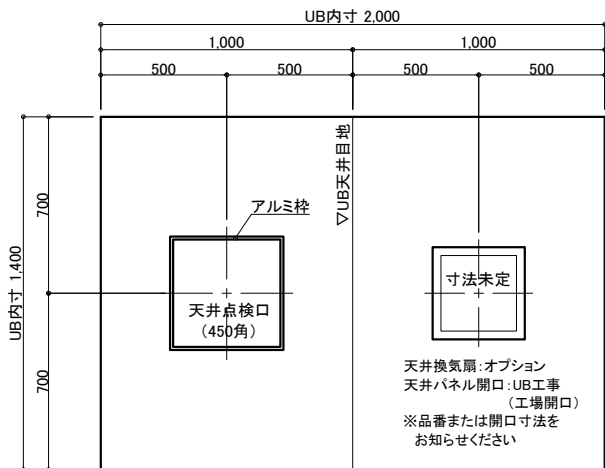 UB内寸 2,000
1,000
1,000
500
500
500
500
UB内寸 1,400
700
700
▽UB天井目地
アルミ枠
天井点検口
(450角)
寸法未定
天井換気扇:オプション
天井パネル開口:UB工事
(工場開口)
※品番または開口寸法を
お知らせください